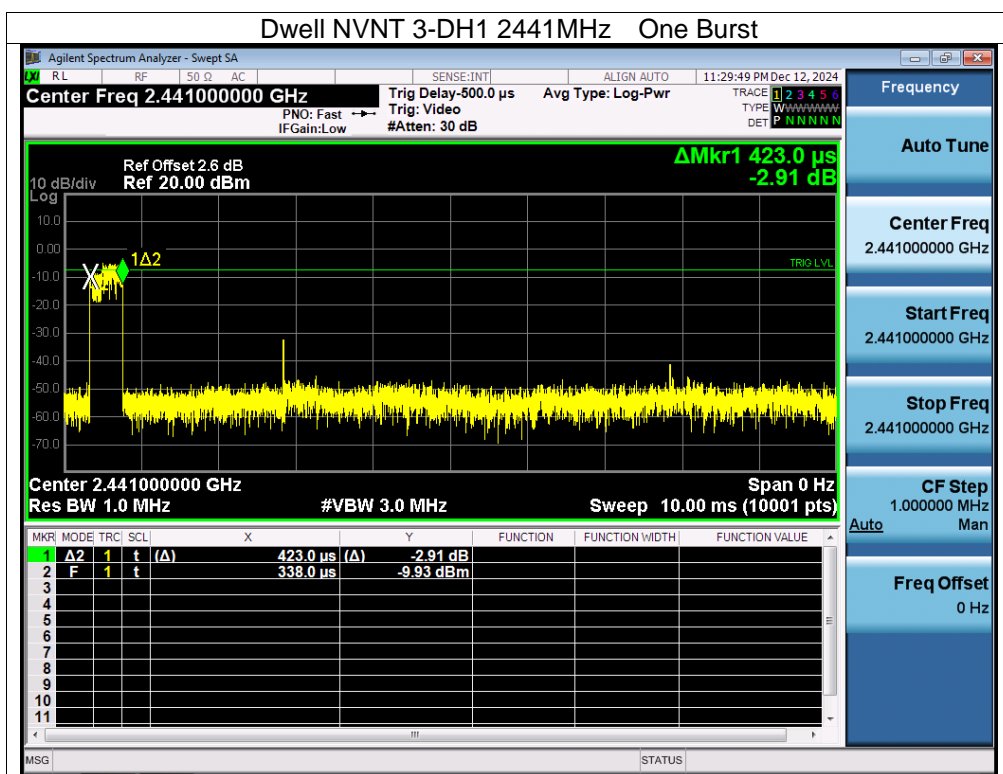 Dwell NVNT 3-DH1 2441MHz One Burst
Agilent Spectrum Analyzer - Swept SA
LXI RL RF 50 Ω AC SENSE:INT ALIGN AUTO 11:29:49 PM Dec 12, 2024
Center Freq 2.441000000 GHz
PNO: Fast
IFGain:Low
Trig Delay-500.0 µs
Trig: Video
#Atten: 30 dB
Avg Type: Log-Pwr
TRACE 1 2 3 4 5 6
TYPE WWWWWWW
DET P N N N N N
ΔMkr1 423.0 µs
-2.91 dB
Ref Offset 2.6 dB
10 dB/div Ref 20.00 dBm
Log
10.0
0.00
-10.0
-20.0
-30.0
-40.0
-50.0
-60.0
-70.0
1Δ2
TRIG LVL
Center 2.441000000 GHz Span 0 Hz
Res BW 1.0 MHz #VBW 3.0 MHz Sweep 10.00 ms (10001 pts)
MKR MODE TRC SCL X Y FUNCTION FUNCTION WIDTH FUNCTION VALUE
1 Δ2 1 t (Δ) 423.0 µs (Δ) -2.91 dB
2 F 1 t 338.0 µs -9.93 dBm
3
4
5
6
7
8
9
10
11
MSG STATUS
Frequency
Auto Tune
Center Freq
2.441000000 GHz
Start Freq
2.441000000 GHz
Stop Freq
2.441000000 GHz
CF Step
1.000000 MHz
Auto Man
Freq Offset
0 Hz